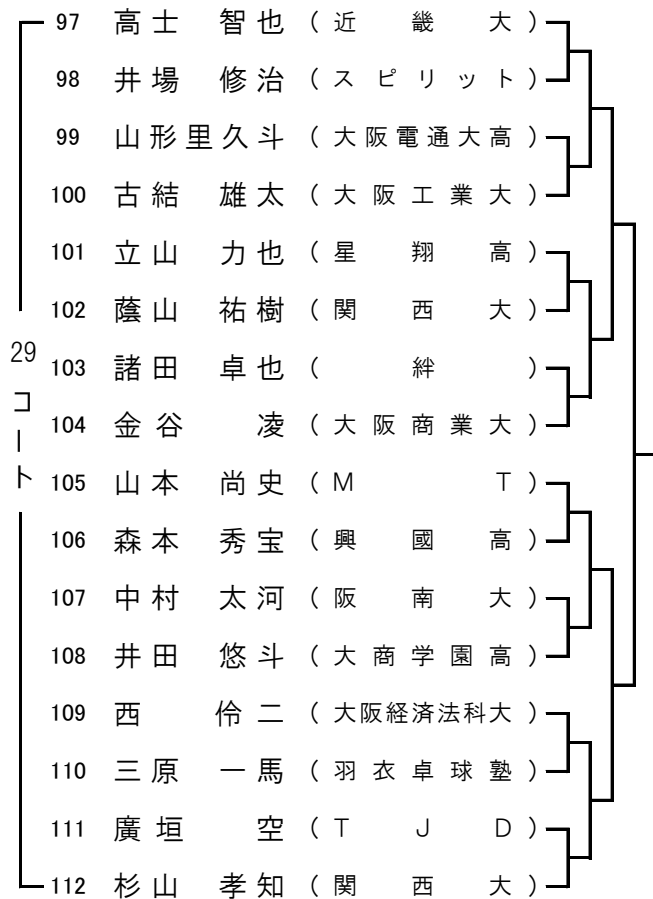 97 高士 智也 (近畿大)
98 井場 修治 (スピリット)
99 山形里久斗 (大阪電通大高)
100 古結 雄太 (大阪工業大)
101 立山 力也 (星翔高)
102 蔭山 祐樹 (関西大)
103 諸田 卓也 (絆)
104 金谷 凌 (大阪商業大)
105 山本 尚史 (MT)
106 森本 秀宝 (興國高)
107 中村 太河 (阪南大)
108 井田 悠斗 (大商学園高)
109 西 伶二 (大阪経済法科大)
110 三原 一馬 (羽衣卓球塾)
111 廣垣 空 (TJD)
112 杉山 孝知 (関西大)
29コート